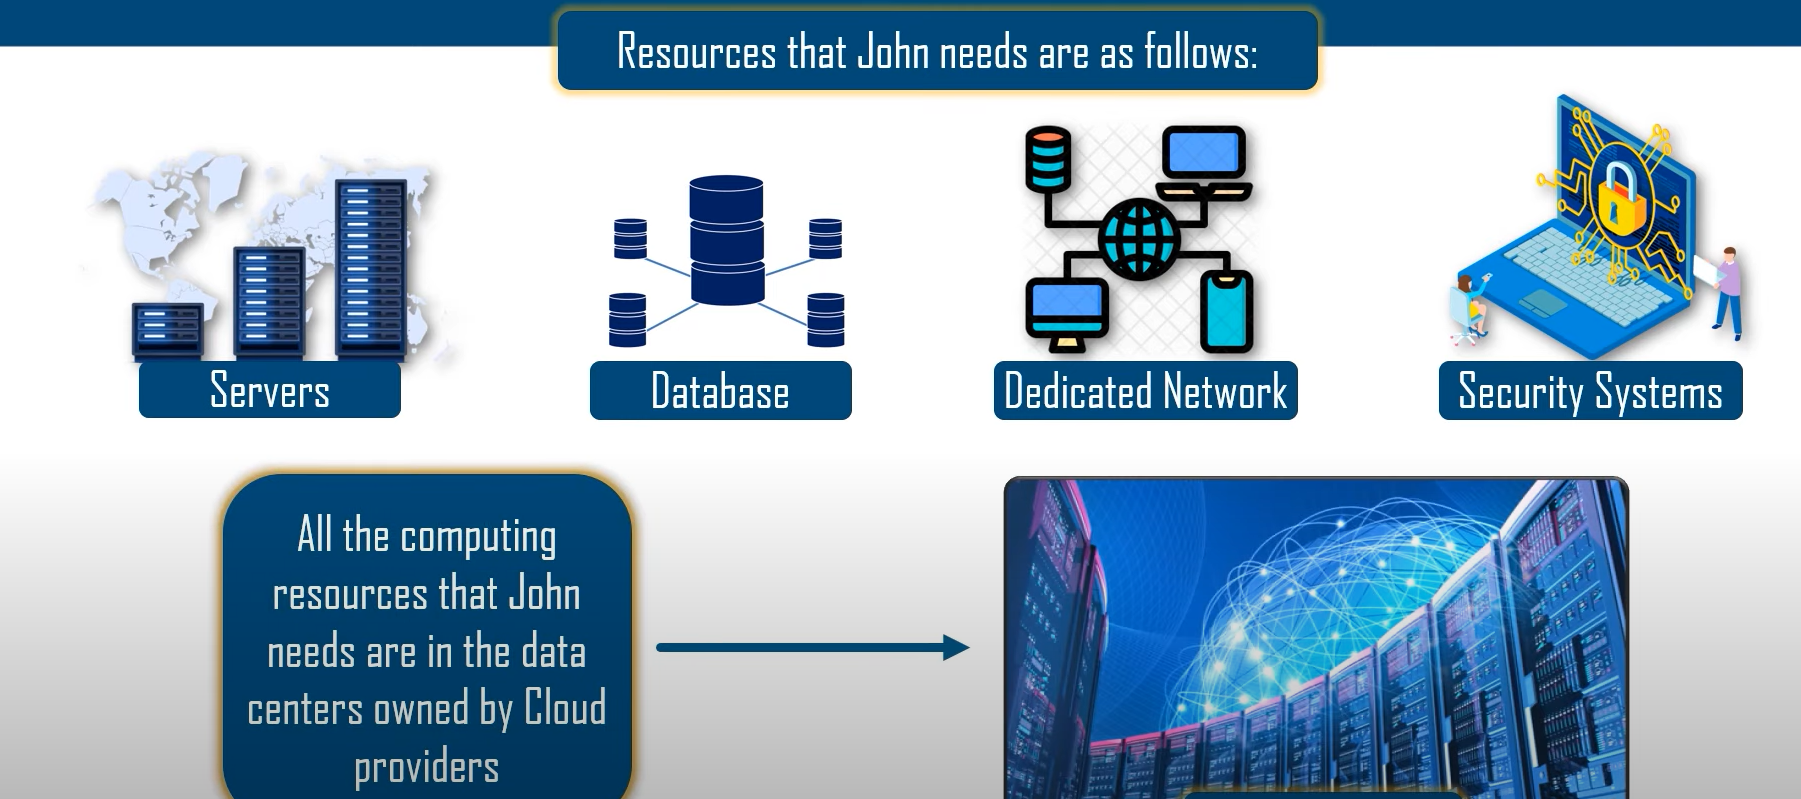 Resources that John needs are as follows:
Servers
Database
Dedicated Network
Security Systems
All the computing
resources that John
needs are in the data
centers owned by Cloud
providers